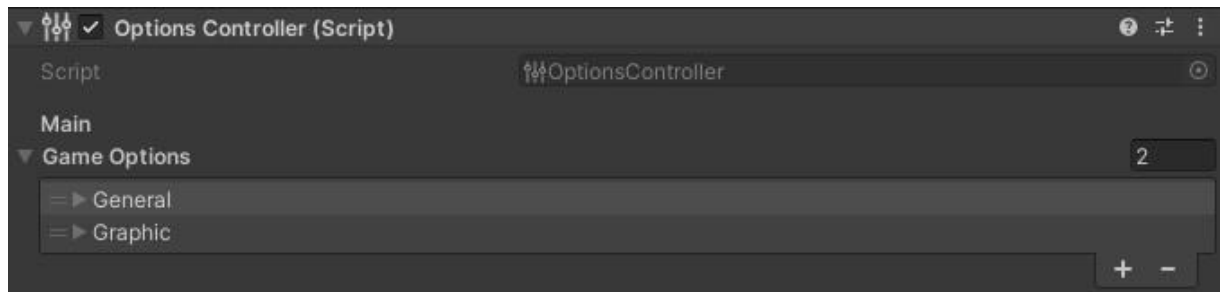 Options Controller (Script)
Script OptionsController
Main
Game Options 2
General
Graphic